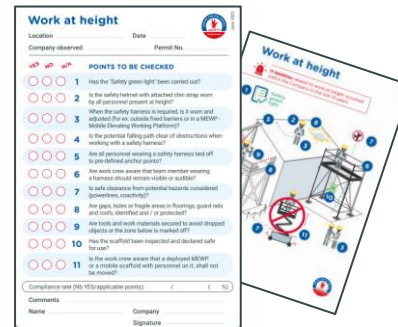 Work at height
Location
Date
Company observed
Permit No.
YES NO N/A POINTS TO BE CHECKED
1 Has the "Safety green light" been carried out?
2 Is the safety helmet with attached chin strap worn
by all personnel present at height?
3 When the safety harness is required, is it worn and
adjusted (for ex: outside fixed barriers or in a MEWP -
Mobile Elevating Working Platform)?
4 Is the potential falling path clear of obstructions when
working with a safety harness?
5 Are all personnel wearing a safety harness tied off
to pre-defined anchor points?
6 Are work crew aware that team member wearing
a harness should remain visible or audible?
7 Is safe clearance from potential hazards considered
(powerlines, coactivity)?
8 Are gaps, holes or fragile areas in floorings, guard rails
and roofs, identified and / or protected?
9 Are tools and work materials secured to avoid dropped
objects or the zone below is marked off?
10 Has the scaffold been inspected and declared safe
for use?
11 Is the work crew aware that a deployed MEWP
or a mobile scaffold with personnel on it, shall not
be moved?
Compliance rate (Nb YES/applicable points): / ( %)
Comments
Name
Company
Signature
Work at height
Safety
green
light